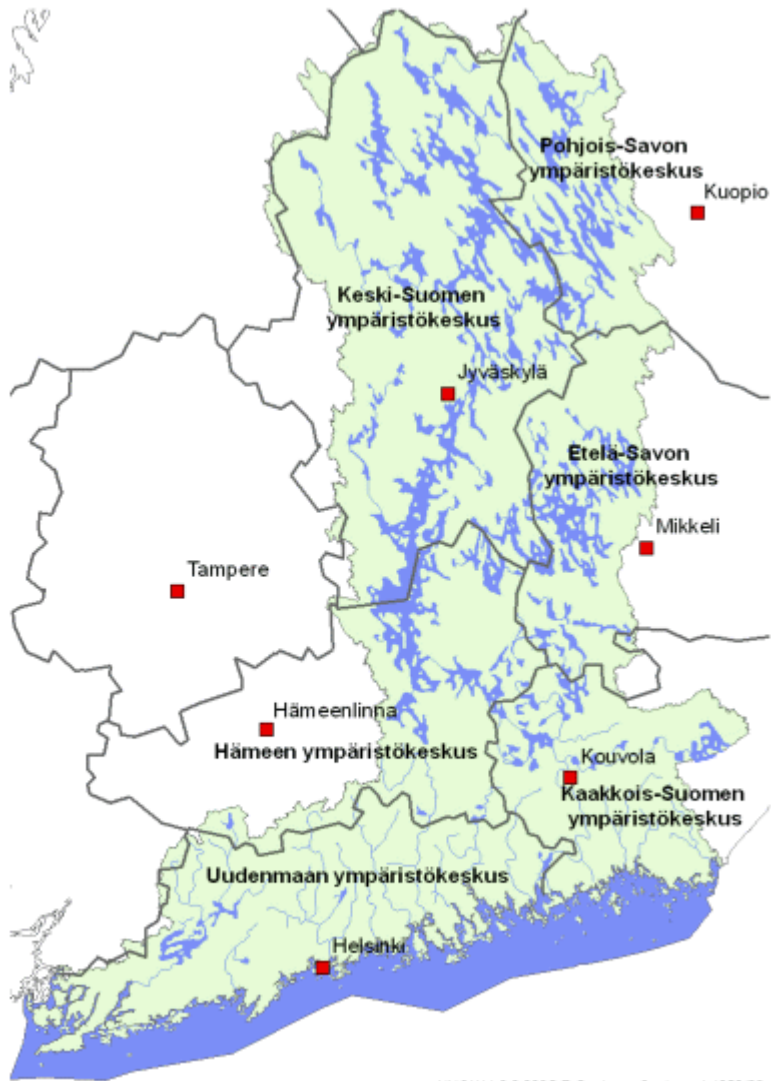 Pohjois-Savon
ympäristökeskus
Kuopio
Keski-Suomen
ympäristökeskus
Jyväskylä
Etelä-Savon
ympäristökeskus
Mikkeli
Tampere
Hämeenlinna
Hämeen ympäristökeskus
Kouvola
Kaakkois-Suomen
ympäristökeskus
Uudenmaan ympäristökeskus
Helsinki